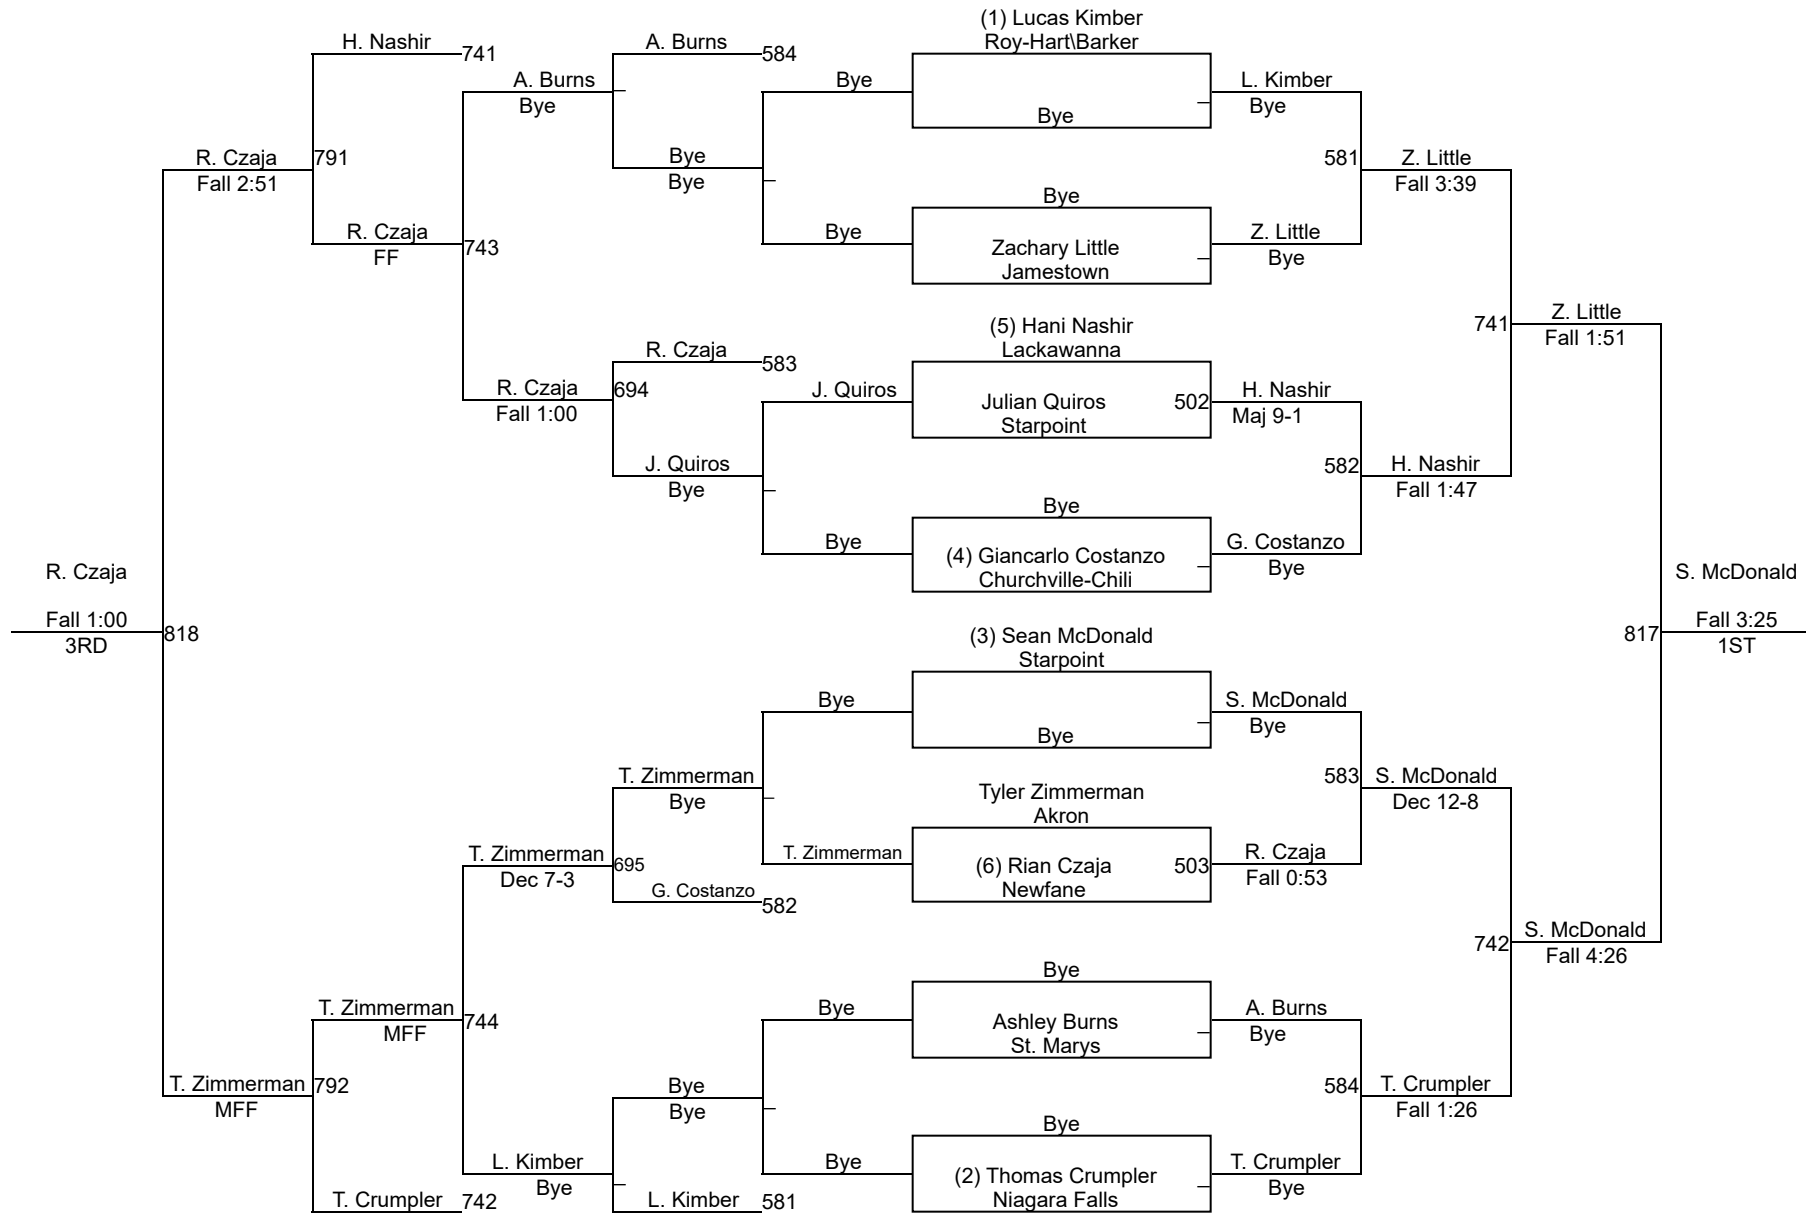 (1) Lucas Kimber
Roy-Hart\Barker
H. Nashir
741
A. Burns
584
A. Burns
Bye
Bye
L. Kimber
Bye
Bye
Bye
R. Czaja
791
Bye
581
Z. Little
Fall 2:51
Bye
Fall 3:39
Bye
R. Czaja
Bye
Z. Little
FF
743
Zachary Little
Jamestown
Bye
(5) Hani Nashir
Lackawanna
741
Z. Little
Fall 1:51
R. Czaja
583
R. Czaja
694
J. Quiros
Julian Quiros
Starpoint
502
H. Nashir
Fall 1:00
Maj 9-1
J. Quiros
582
H. Nashir
Bye
Fall 1:47
Bye
Bye
(4) Giancarlo Costanzo
Churchville-Chili
G. Costanzo
Bye
R. Czaja
S. McDonald
Fall 1:00
818
3RD
817
Fall 3:25
1ST
(3) Sean McDonald
Starpoint
Bye
S. McDonald
Bye
Bye
T. Zimmerman
583
S. McDonald
Bye
Tyler Zimmerman
Akron
Dec 12-8
T. Zimmerman
695
T. Zimmerman
(6) Rian Czaja
Newfane
503
R. Czaja
Dec 7-3
Fall 0:53
G. Costanzo
582
742
S. McDonald
Fall 4:26
Bye
T. Zimmerman
744
Bye
Ashley Burns
St. Marys
A. Burns
MFF
Bye
T. Zimmerman
792
Bye
584
T. Crumpler
MFF
Bye
Fall 1:26
Bye
L. Kimber
Bye
(2) Thomas Crumpler
Niagara Falls
T. Crumpler
Bye
Bye
T. Crumpler
742
L. Kimber
581